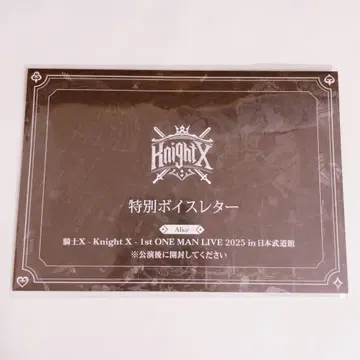 Knight X
特別ボイスレター
Alice
騎士X - Knight X - 1st ONE MAN LIVE 2025 in 日本武道館
※公演後に開封してください